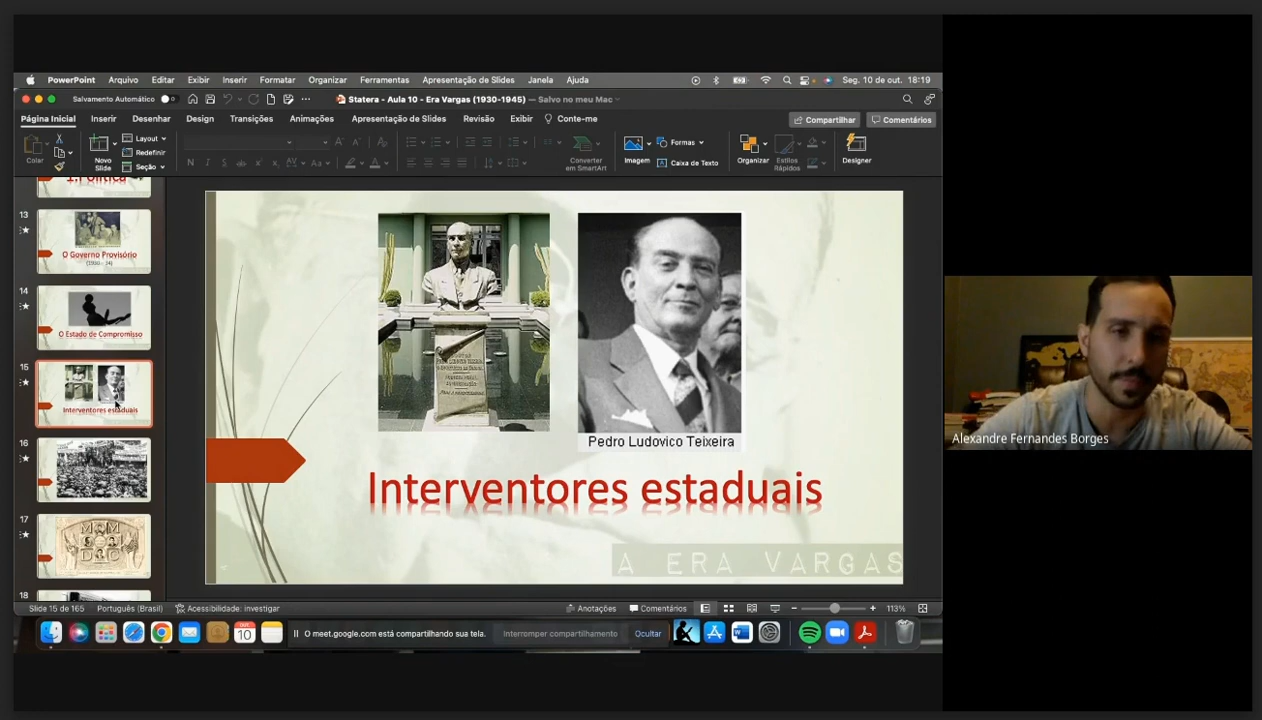 PowerPoint Arquivo Editar Exibir Inserir Formatar Organizar Ferramentas Apresentação de Slides Janela Ajuda Seg. 10 de out. 18:19
Salvamento Automático Statera - Aula 10 - Era Vargas (1930-1945) — Salvo no meu Mac
Página Inicial Inserir Desenhar Design Transições Animações Apresentação de Slides Revisão Exibir Conte-me Compartilhar Comentários
Colar Novo Slide Layout Redefinir Seção Converter em SmartArt Imagem Formas Caixa de Texto Organizar Estilos Rápidos Designer
1.Política
13
O Governo Provisório
14
O Estado de Compromisso
15
Interventores estaduais
16
17
MMDC
18
Pedro Ludovico Teixeira
Interventores estaduais
A ERA VARGAS
Alexandre Fernandes Borges
Slide 15 de 165 Português (Brasil) Acessibilidade: investigar Anotações Comentários 113%
OUT.
10
O meet.google.com está compartilhando sua tela. Interromper compartilhamento Ocultar